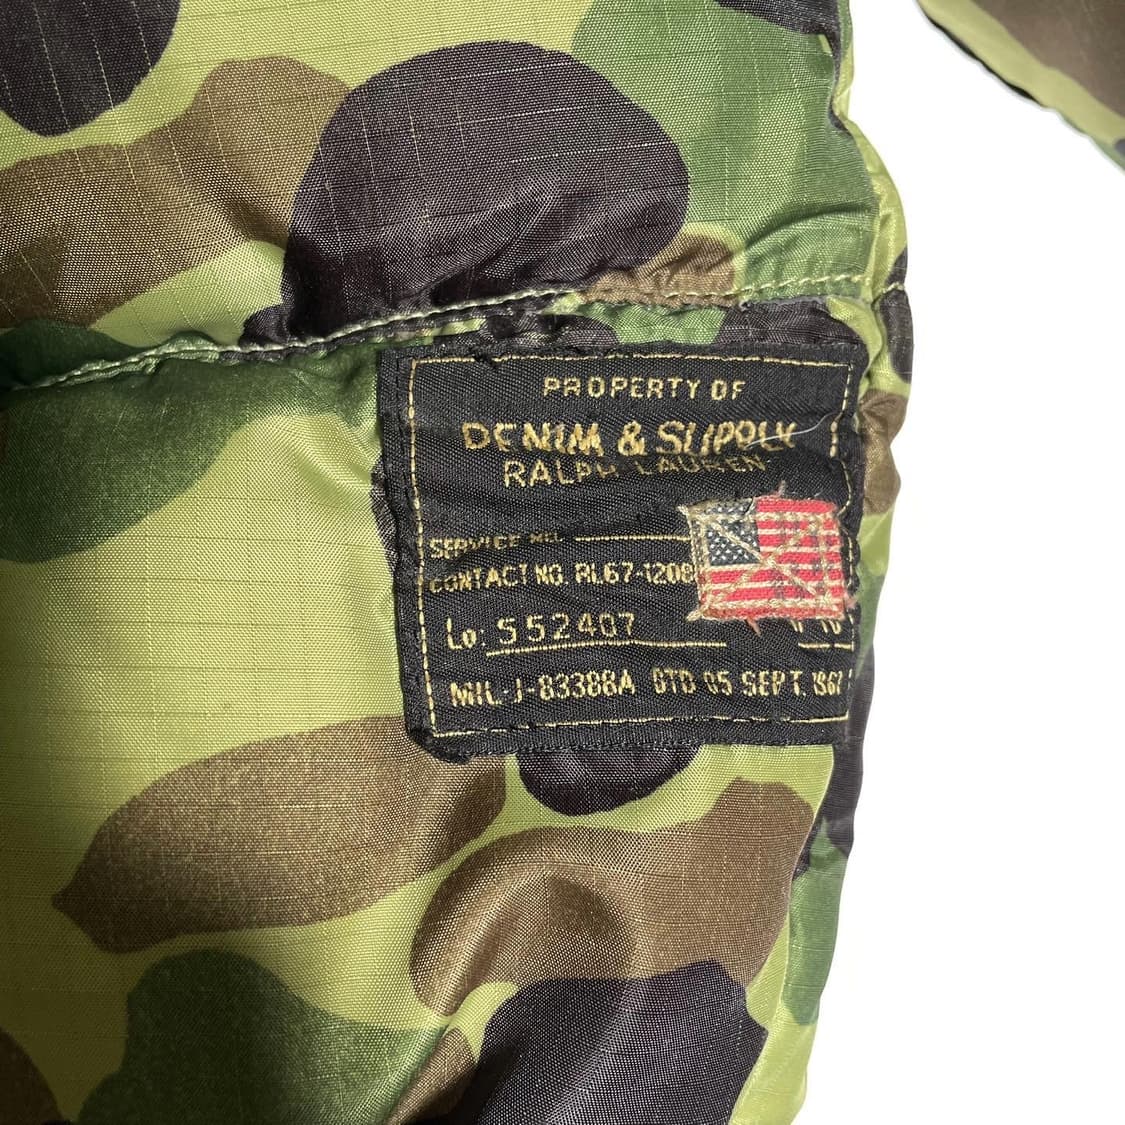 PROPERTY OF
DENIM & SUPPLY
RALPH LAUREN
SERVICE NO.
CONTACT NO. RL67-1208
Lo: S52407
MIL-J-83388A DTD 05 SEPT. 1967